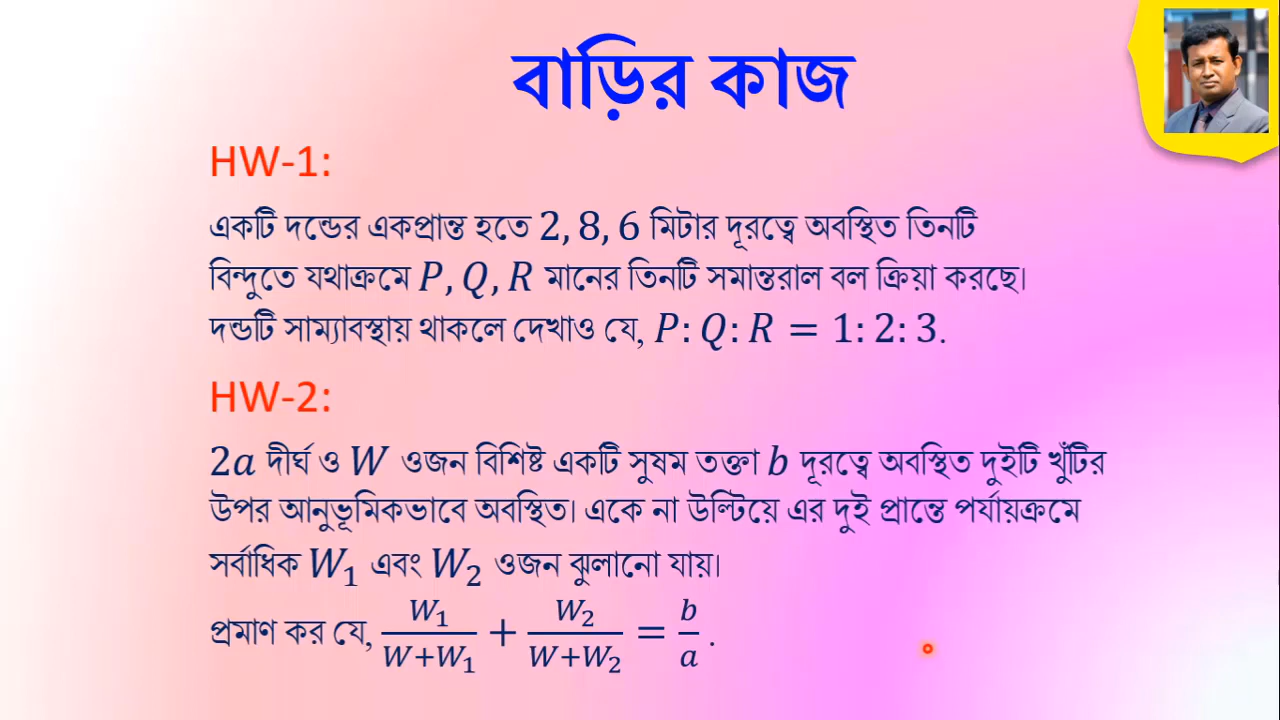 বাড়ির কাজ
HW-1:
একটি দন্ডের একপ্রান্ত হতে 2, 8, 6 মিটার দূরত্বে অবস্থিত তিনটি
বিন্দুতে যথাক্রমে P, Q, R মানের তিনটি সমান্তরাল বল ক্রিয়া করছে।
দন্ডটি সাম্যাবস্থায় থাকলে দেখাও যে, P: Q: R = 1: 2: 3.
HW-2:
2a দীর্ঘ ও W ওজন বিশিষ্ট একটি সুষম তক্তা b দূরত্বে অবস্থিত দুইটি খুঁটির
উপর আনুভূমিকভাবে অবস্থিত। একে না উল্টিয়ে এর দুই প্রান্তে পর্যায়ক্রমে
সর্বাধিক W₁ এবং W₂ ওজন ঝুলানো যায়।
প্রমাণ কর যে, W₁/(W+W₁) + W₂/(W+W₂) = b/a .